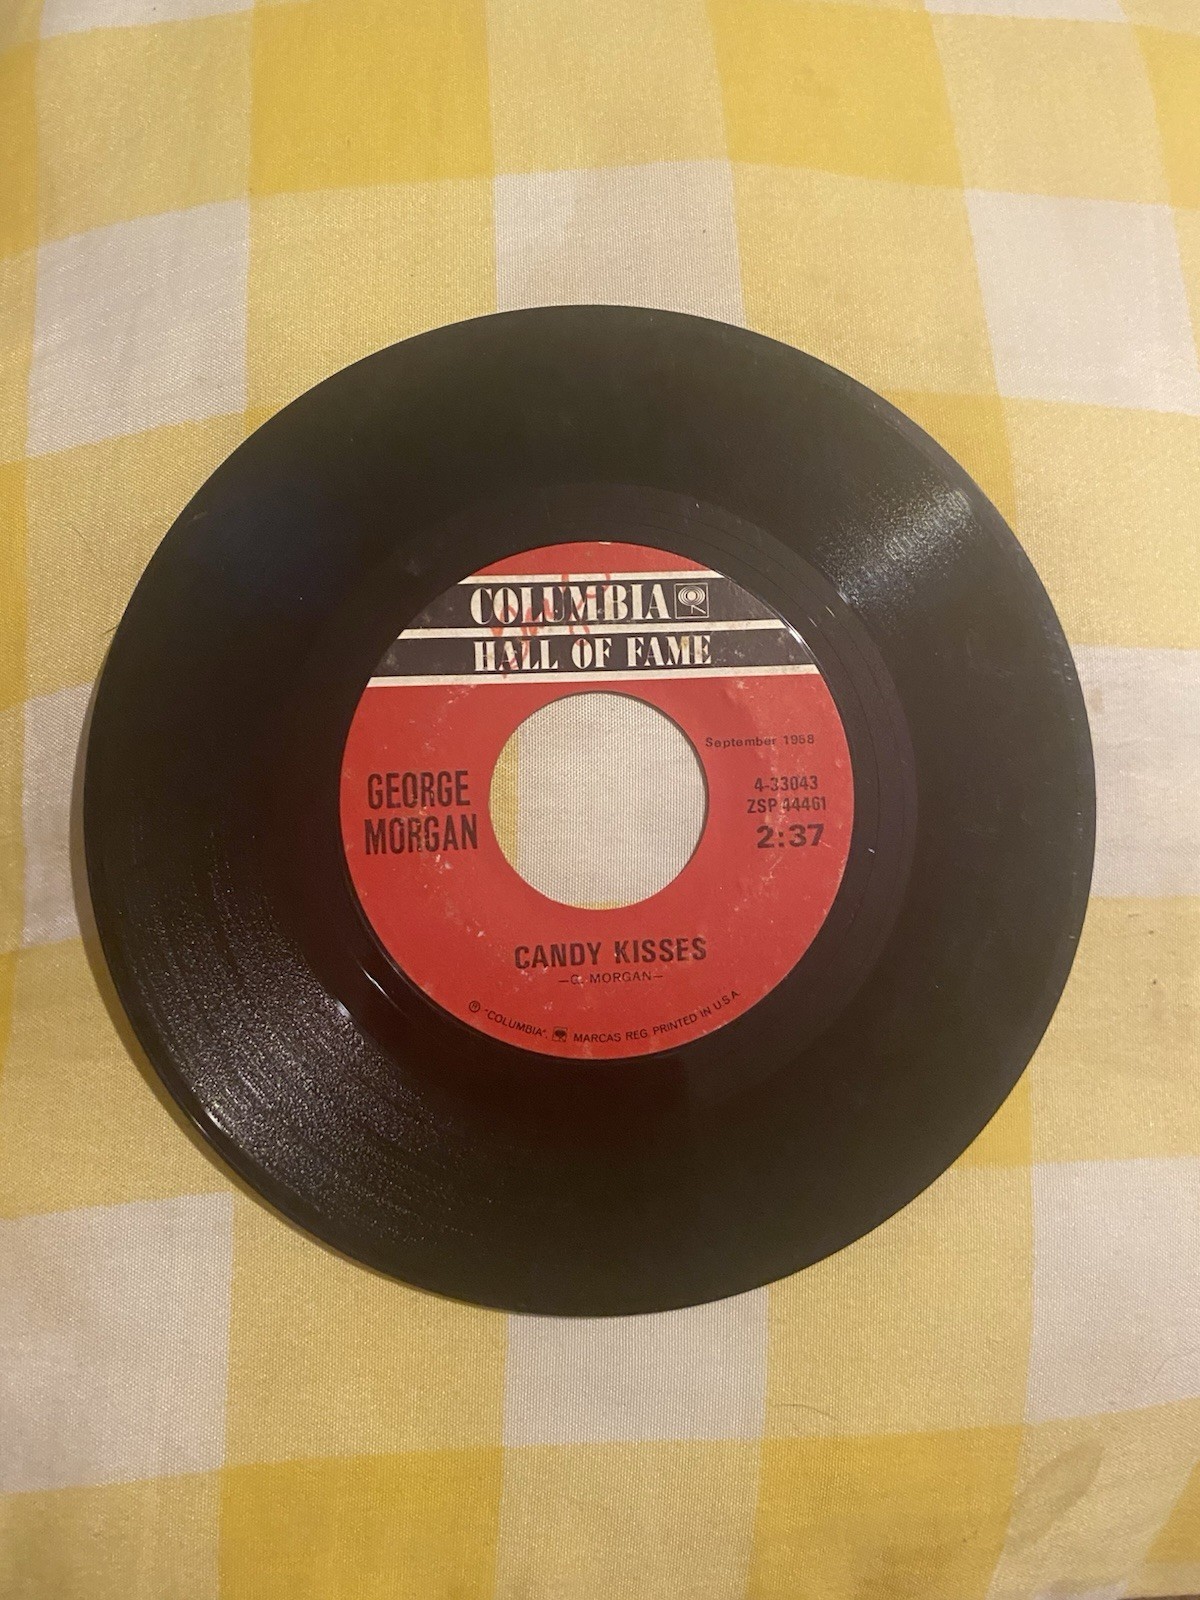 COLUMBIA
HALL OF FAME
September 1958
GEORGE
MORGAN
4-33043
ZSP 44461
2:37
CANDY KISSES
—G. MORGAN—
® "COLUMBIA", MARCAS REG. PRINTED IN U.S.A.